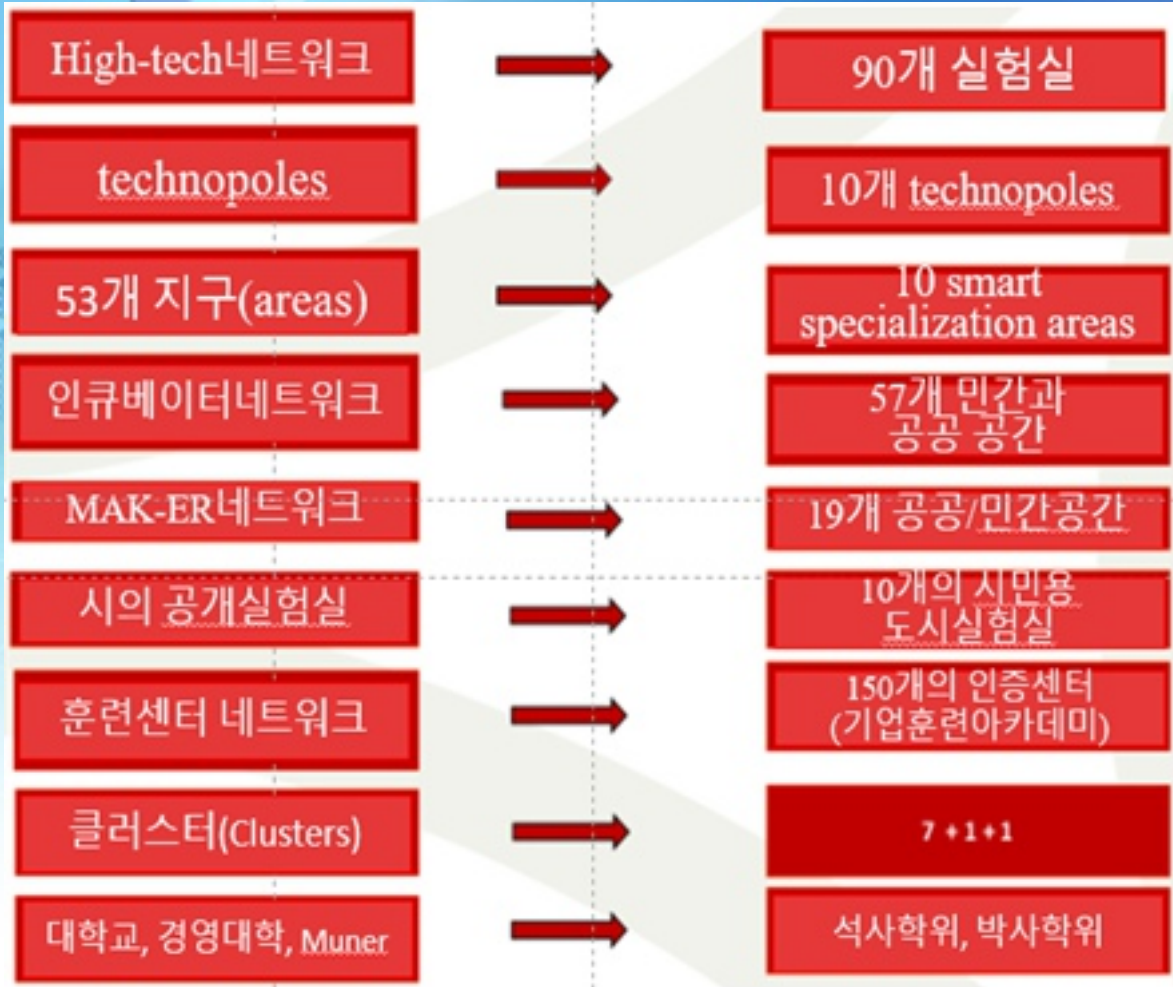 High-tech네트워크
90개 실험실
technopoles
10개 technopoles
53개 지구(areas)
10 smart
specialization areas
인큐베이터네트워크
57개 민간과
공공 공간
MAK-ER네트워크
19개 공공/민간공간
시의 공개실험실
10개의 시민용
도시실험실
훈련센터 네트워크
150개의 인증센터
(기업훈련아카데미)
클러스터(Clusters)
7 +1+1
대학교, 경영대학, Muner
석사학위, 박사학위